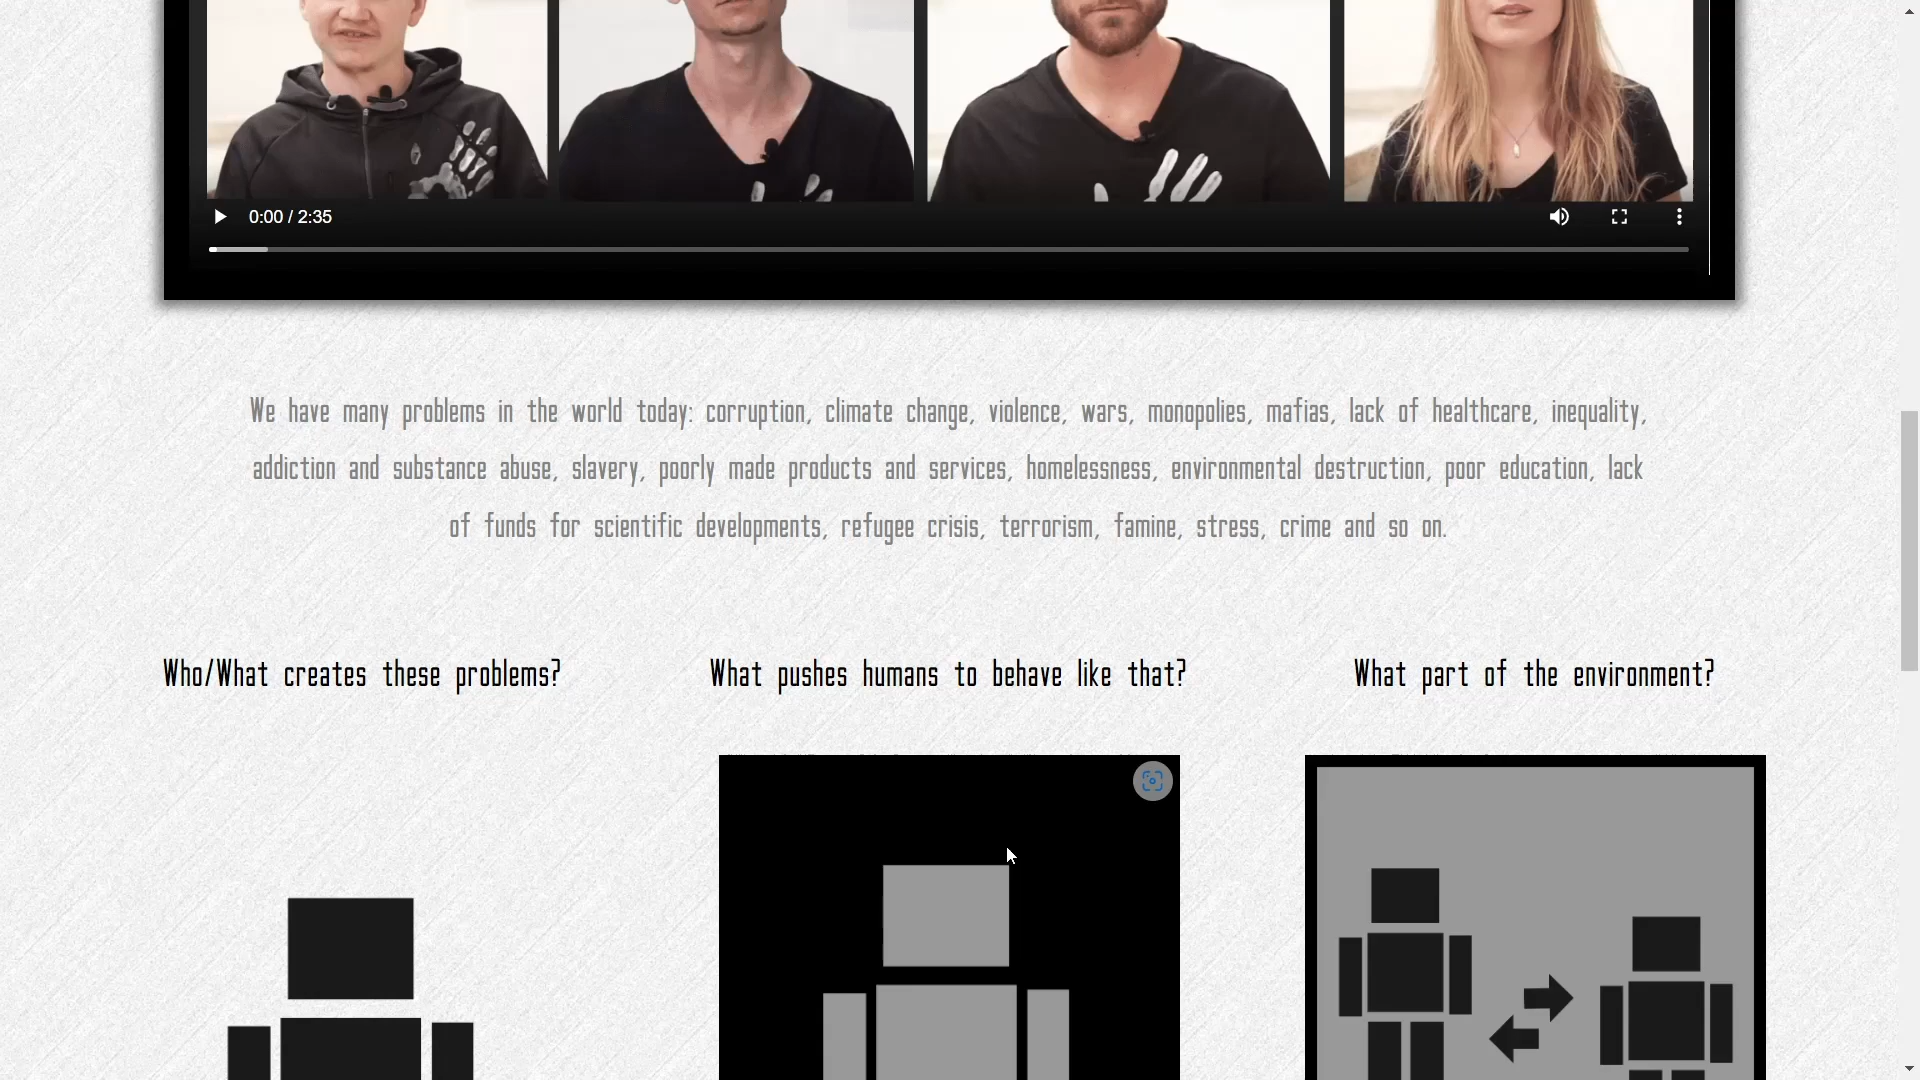 0:00 / 2:35
We have many problems in the world today: corruption, climate change, violence, wars, monopolies, mafias, lack of healthcare, inequality,
addiction and substance abuse, slavery, poorly made products and services, homelessness, environmental destruction, poor education, lack
of funds for scientific developments, refugee crisis, terrorism, famine, stress, crime and so on.
Who/What creates these problems?
What pushes humans to behave like that?
What part of the environment?